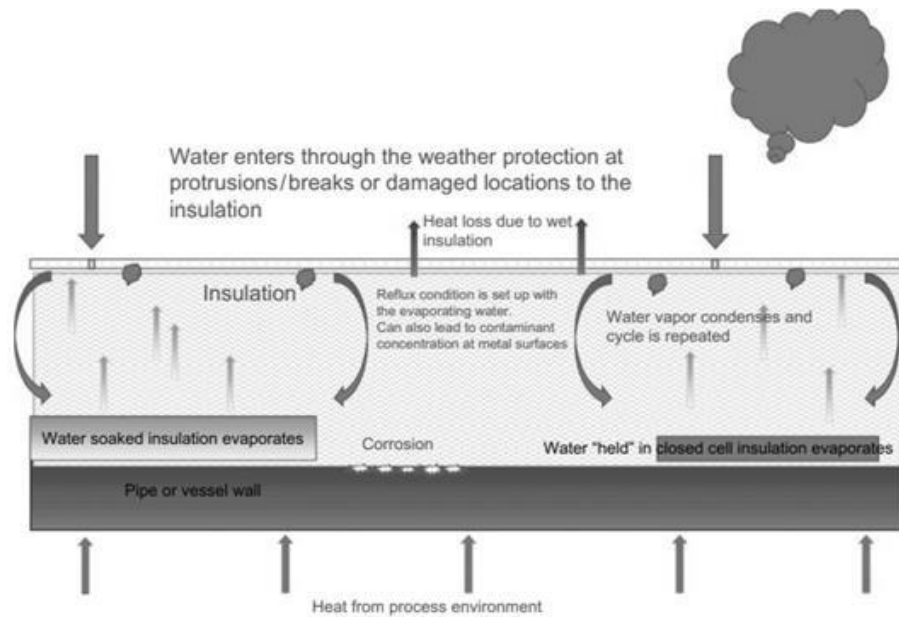 Water enters through the weather protection at
protrusions/breaks or damaged locations to the
insulation
Heat loss due to wet
insulation
Insulation
Reflux condition is set up with
the evaporating water.
Can also lead to contaminant
concentration at metal surfaces
Water vapor condenses and
cycle is repeated
Water soaked insulation evaporates
Corrosion
Water "held" in closed cell insulation evaporates
Pipe or vessel wall
Heat from process environment